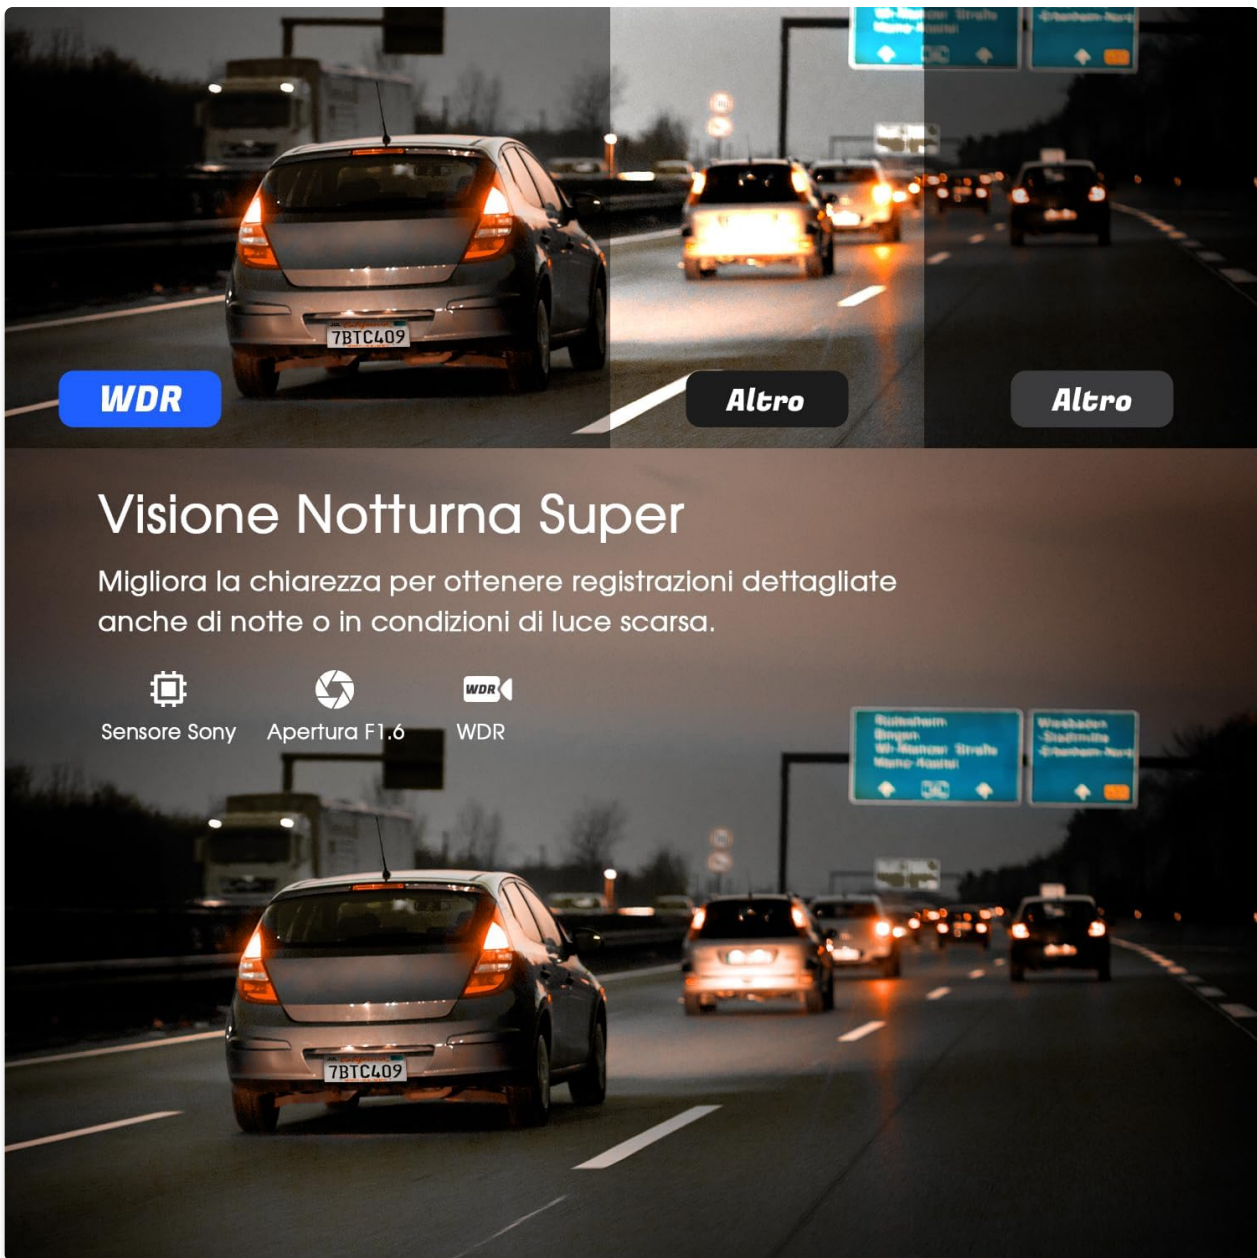 WDR
Altro
Altro
Visione Notturna Super
Migliora la chiarezza per ottenere registrazioni dettagliate
anche di notte o in condizioni di luce scarsa.
WDR
Sensore Sony
Apertura F1.6
WDR
7BTC409
Wiesbaden
7BTC409